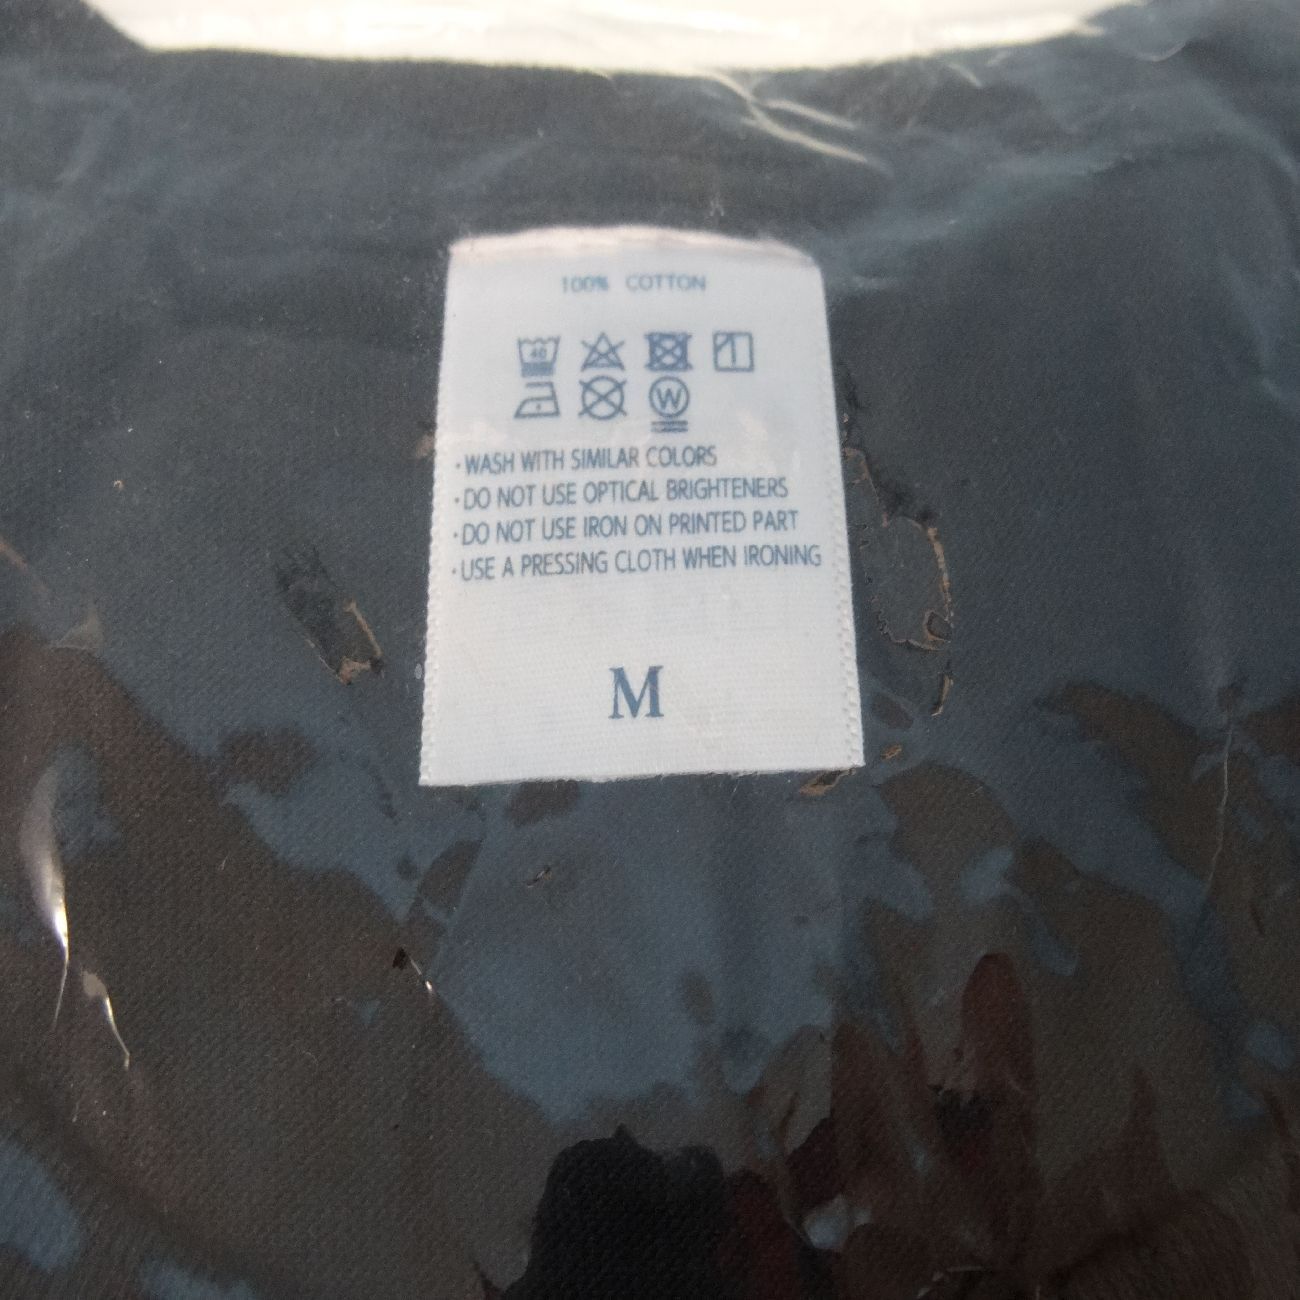 100% COTTON
40
W
· WASH WITH SIMILAR COLORS
· DO NOT USE OPTICAL BRIGHTENERS
· DO NOT USE IRON ON PRINTED PART
· USE A PRESSING CLOTH WHEN IRONING
M